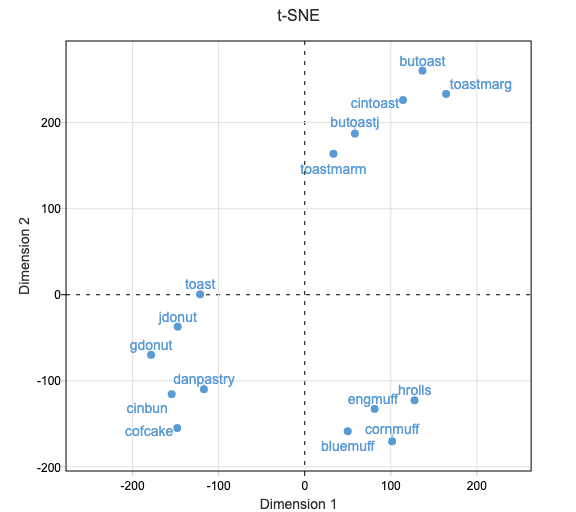 t-SNE
butoast
toastmarg
cintoast
butoastj
toastmarm
toast
jdonut
gdonut
danpastry
cinbun
cofcake
hrolls
engmuff
cornmuff
bluemuff
200
100
0
-100
-200
-200
-100
0
100
200
Dimension 1
Dimension 2